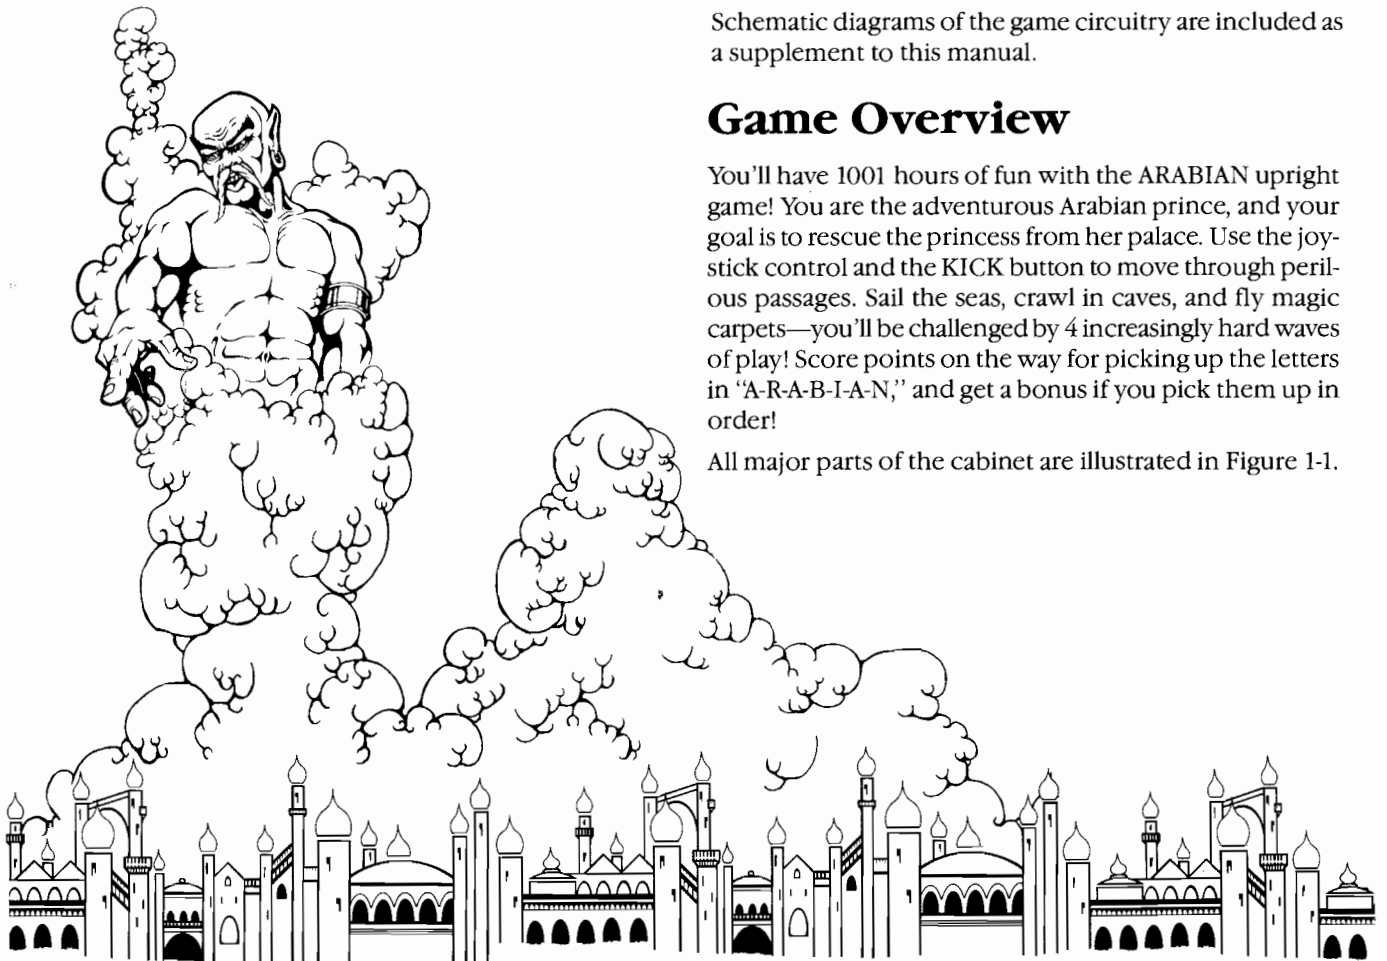 Schematic diagrams of the game circuitry are included as
a supplement to this manual.
Game Overview
You'll have 1001 hours of fun with the ARABIAN upright
game! You are the adventurous Arabian prince, and your
goal is to rescue the princess from her palace. Use the joy-
stick control and the KICK button to move through peril-
ous passages. Sail the seas, crawl in caves, and fly magic
carpets—you'll be challenged by 4 increasingly hard waves
of play! Score points on the way for picking up the letters
in “A-R-A-B-I-A-N,” and get a bonus if you pick them up in
order!
All major parts of the cabinet are illustrated in Figure 1-1.